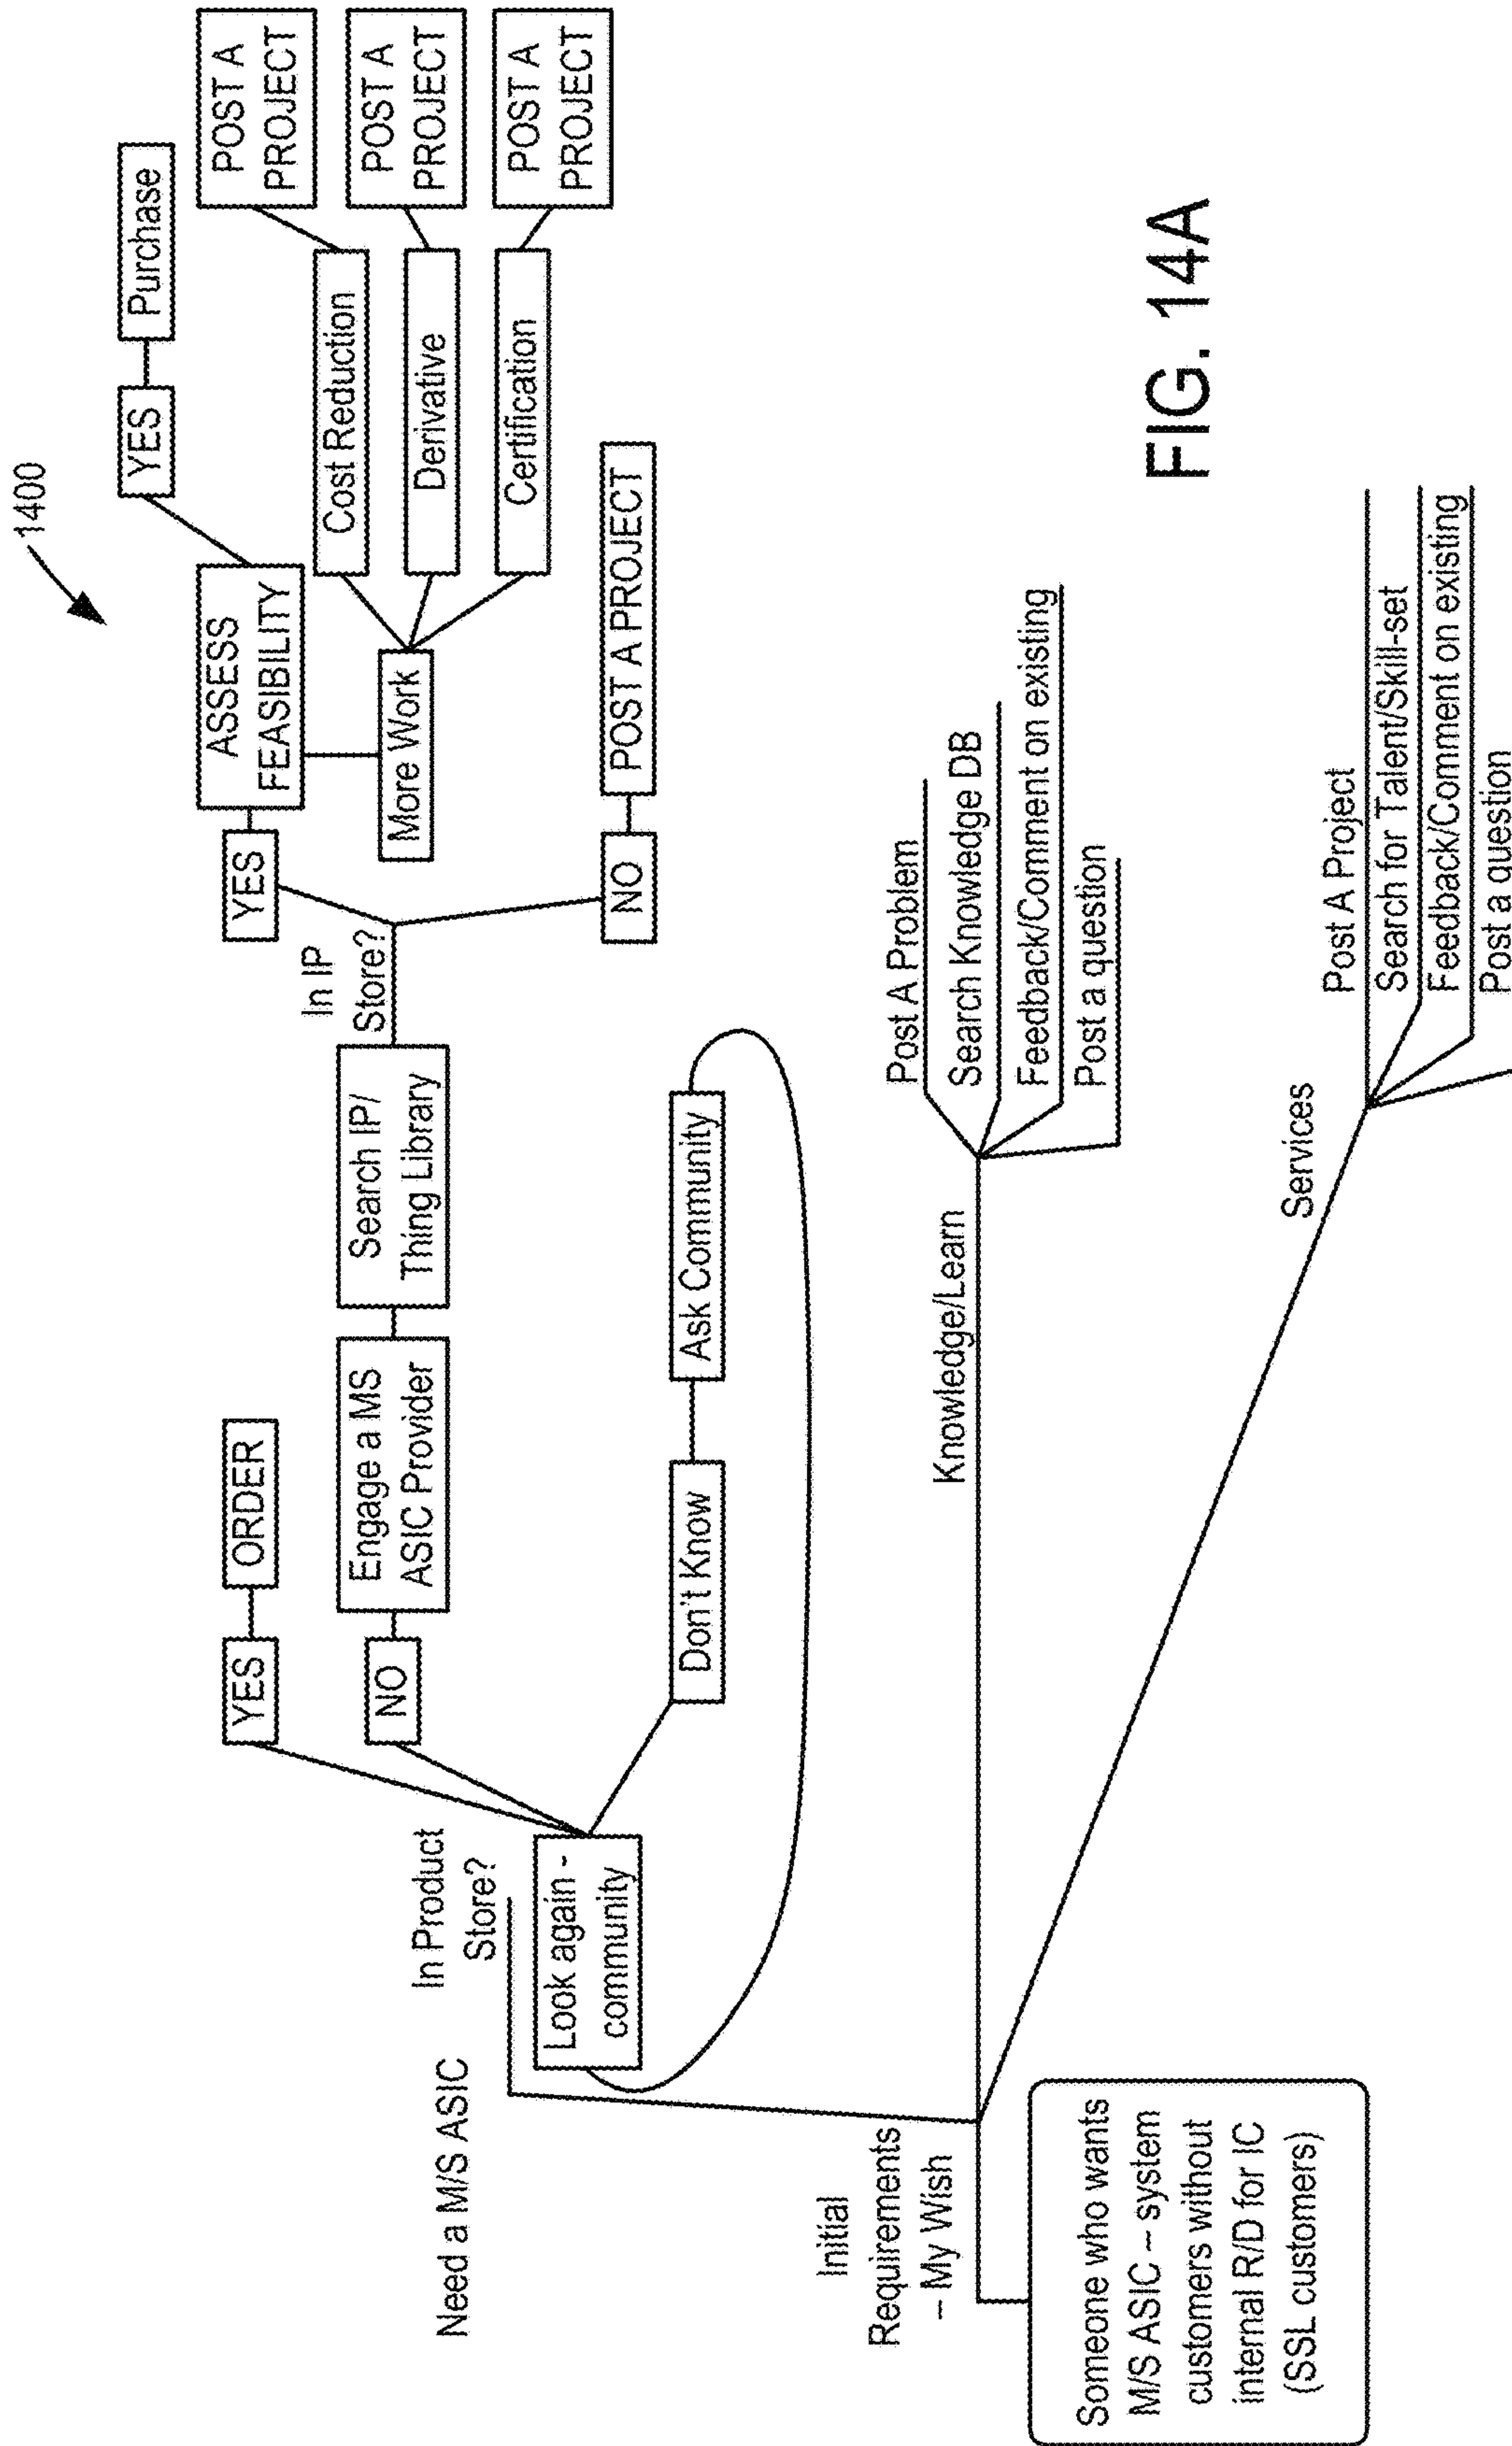 1400
YES
Purchase
ASSESS
FEASIBILITY
YES
More Work
Cost Reduction
POST A
PROJECT
Derivative
POST A
PROJECT
Certification
POST A
PROJECT
In IP
Store?
NO
POST A PROJECT
YES
ORDER
NO
Engage a MS
ASIC Provider
Search IP/
Thing Library
In Product
Store?
Look again -
community
Don't Know
Ask Community
Need a M/S ASIC
Initial
Requirements
– My Wish
Knowledge/Learn
Post A Problem
Search Knowledge DB
Feedback/Comment on existing
Post a question
Someone who wants
M/S ASIC – system
customers without
internal R/D for IC
(SSL customers)
Services
Post A Project
Search for Talent/Skill-set
Feedback/Comment on existing
Post a question
FIG. 14A